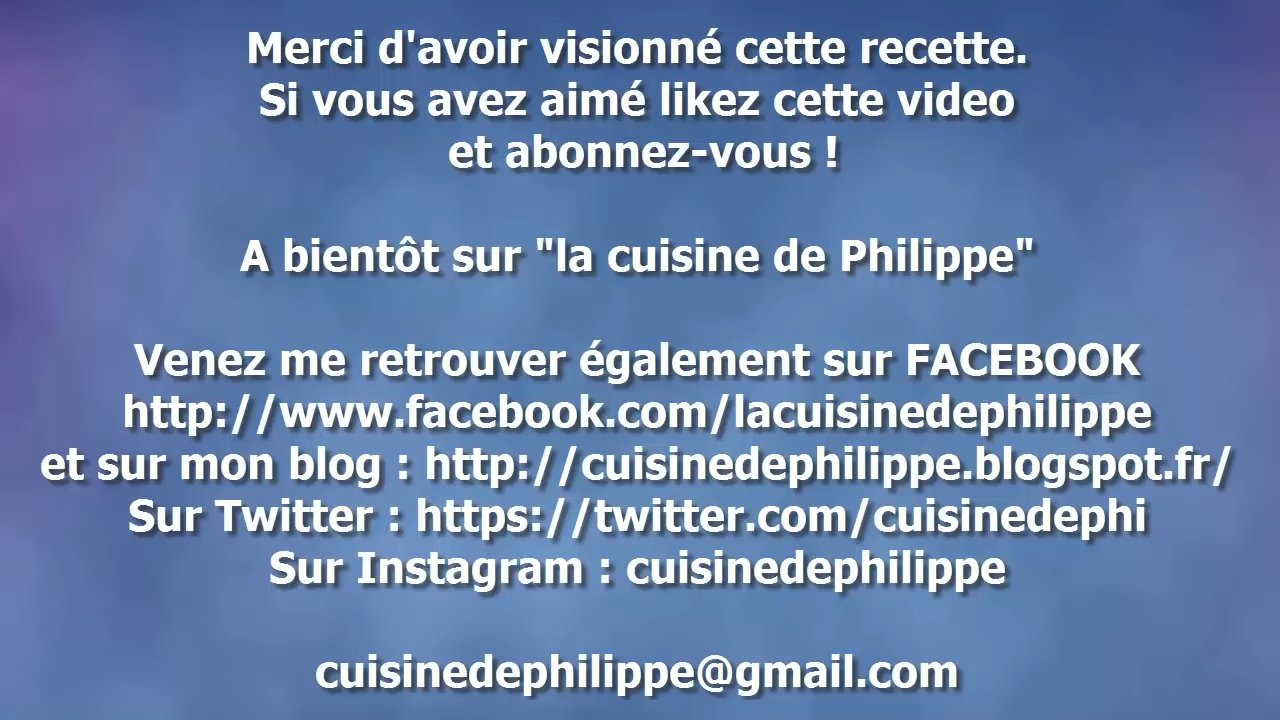 Merci d'avoir visionné cette recette.
Si vous avez aimé likez cette video
et abonnez-vous !
A bientôt sur "la cuisine de Philippe"
Venez me retrouver également sur FACEBOOK
http://www.facebook.com/lacuisinedephilippe
et sur mon blog : http://cuisinedephilippe.blogspot.fr/
Sur Twitter : https://twitter.com/cuisinedephi
Sur Instagram : cuisinedephilippe
cuisinedephilippe@gmail.com